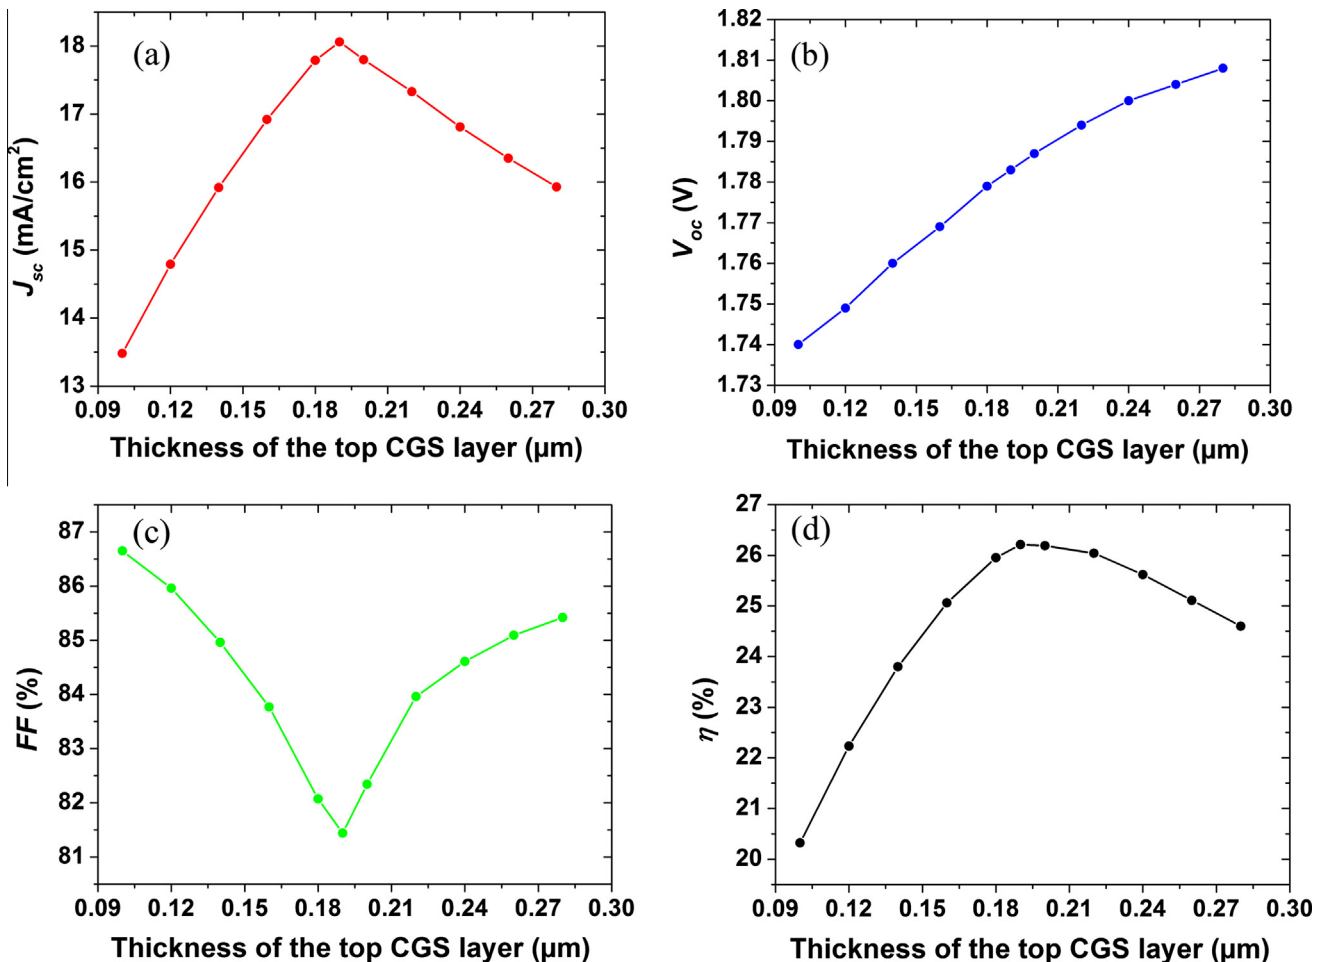 (a)
18
17
16
15
14
13
J_sc (mA/cm²)
0.09 0.12 0.15 0.18 0.21 0.24 0.27 0.30
Thickness of the top CGS layer (µm)
(b)
1.82
1.81
1.80
1.79
1.78
1.77
1.76
1.75
1.74
1.73
V_oc (V)
0.09 0.12 0.15 0.18 0.21 0.24 0.27 0.30
Thickness of the top CGS layer (µm)
(c)
87
86
85
84
83
82
81
FF (%)
0.09 0.12 0.15 0.18 0.21 0.24 0.27 0.30
Thickness of the top CGS layer (µm)
(d)
27
26
25
24
23
22
21
20
η (%)
0.09 0.12 0.15 0.18 0.21 0.24 0.27 0.30
Thickness of the top CGS layer (µm)